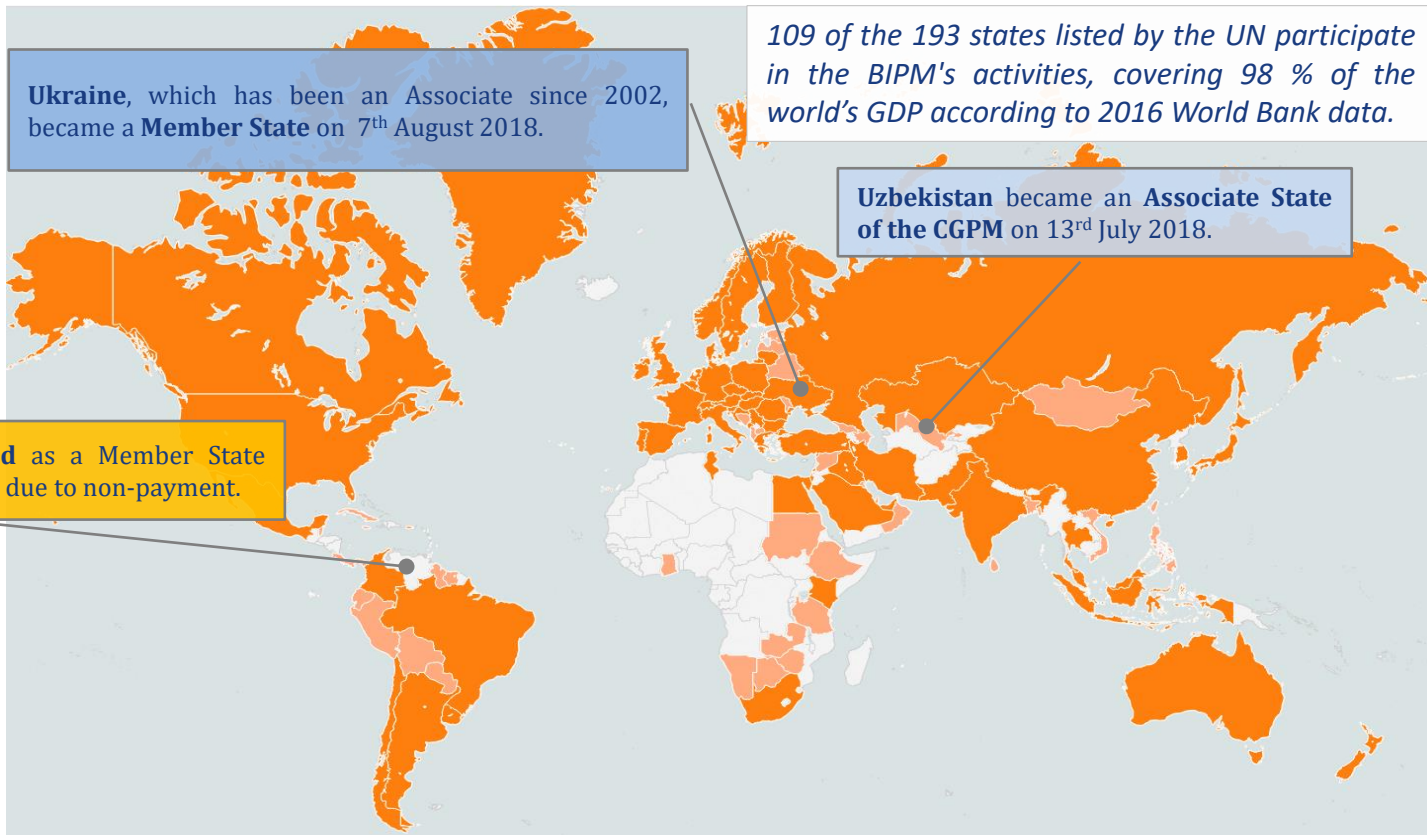 109 of the 193 states listed by the UN participate
in the BIPM's activities, covering 98 % of the
world's GDP according to 2016 World Bank data.
Ukraine, which has been an Associate since 2002,
became a Member State on 7th August 2018.
Uzbekistan became an Associate State
of the CGPM on 13rd July 2018.
d as a Member State
due to non-payment.